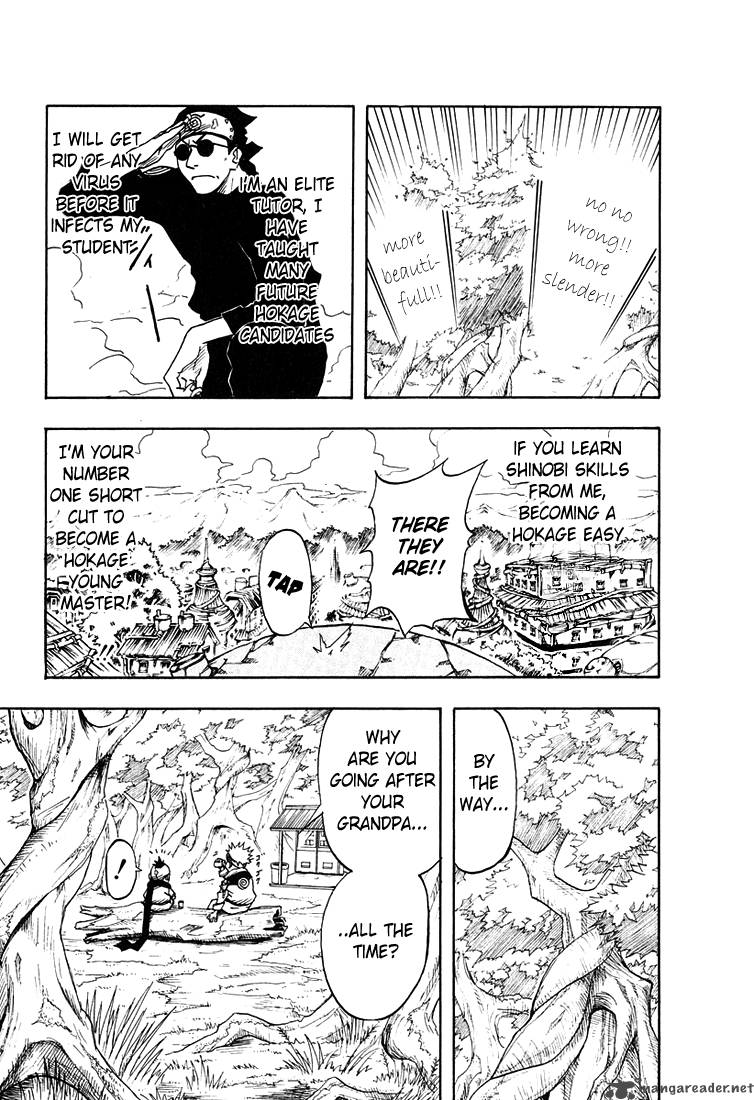 no no
wrong!!
more
slender!!
more
beauti-
full!!
I'M AN ELITE
TUTOR, I
HAVE
TAUGHT
MANY
FUTURE
HOKAGE
CANDIDATES
I WILL GET
RID OF ANY
VIRUS
BEFORE IT
INFECTS MY
STUDENT
IF YOU LEARN
SHINOBI SKILLS
FROM ME,
BECOMING A
HOKAGE EASY
THERE
THEY
ARE!!
TAP
I'M YOUR
NUMBER
ONE SHORT
CUT TO
BECOME A
HOKAGE
YOUNG
MASTER!
BY
THE
WAY...
WHY
ARE YOU
GOING AFTER
YOUR
GRANDPA...
..ALL THE
TIME?
!
mangareader.net